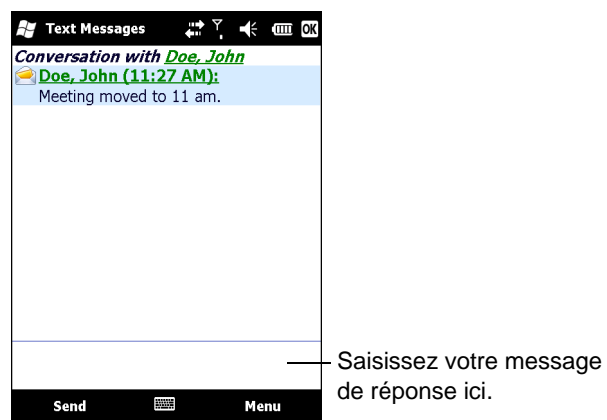 Text Messages OK
Conversation with Doe, John
Doe, John (11:27 AM):
Meeting moved to 11 am.
Saisissez votre message
de réponse ici.
Send Menu